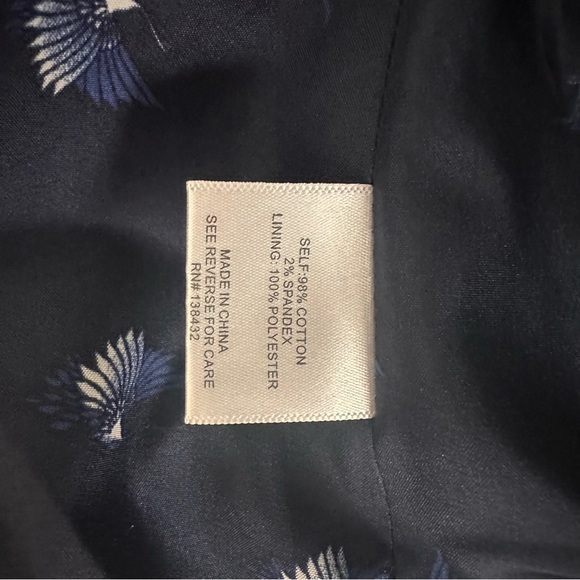 SELF:98% COTTON
2% SPANDEX
LINING: 100% POLYESTER
MADE IN CHINA
SEE REVERSE FOR CARE
RN# 138432